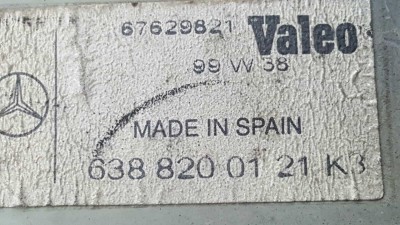 67629821 Valeo
99 W 38
MADE IN SPAIN
638 820 01 21 K3